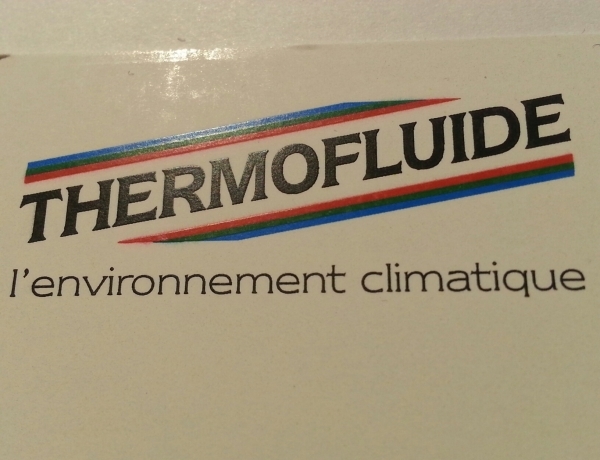 THERMOFLUIDE
l'environnement climatique